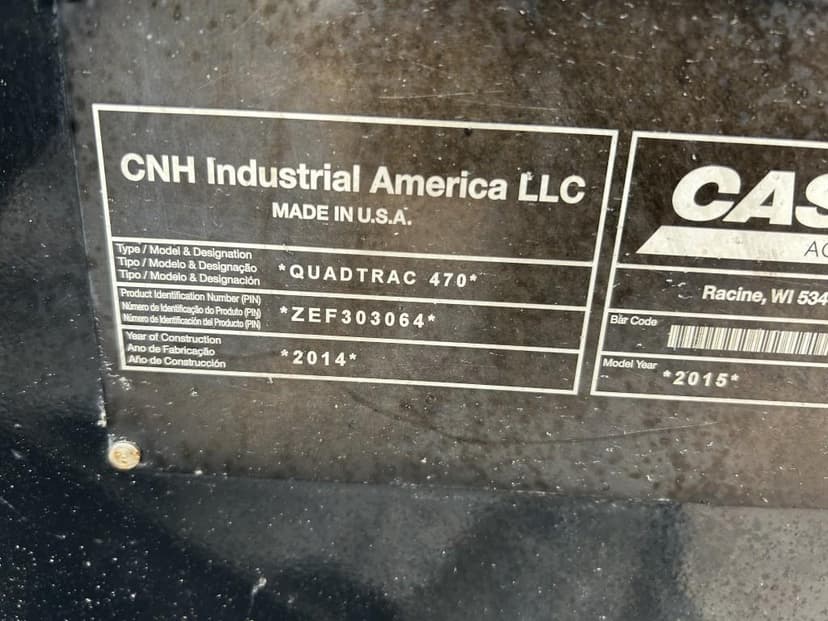 CNH Industrial America LLC
MADE IN U.S.A.
Type / Model & Designation
Tipo / Modelo & Designação
Tipo / Modelo & Designación
*QUADTRAC 470*
Product Identification Number (PIN)
Número de Identificação do Produto (PIN)
Número de Identificación del Producto (PIN)
*ZEF303064*
Year of Construction
Ano de Fabricação
Año de Construcción
*2014*
CAS
AG
Racine, WI 534
Bar Code
Model Year
*2015*